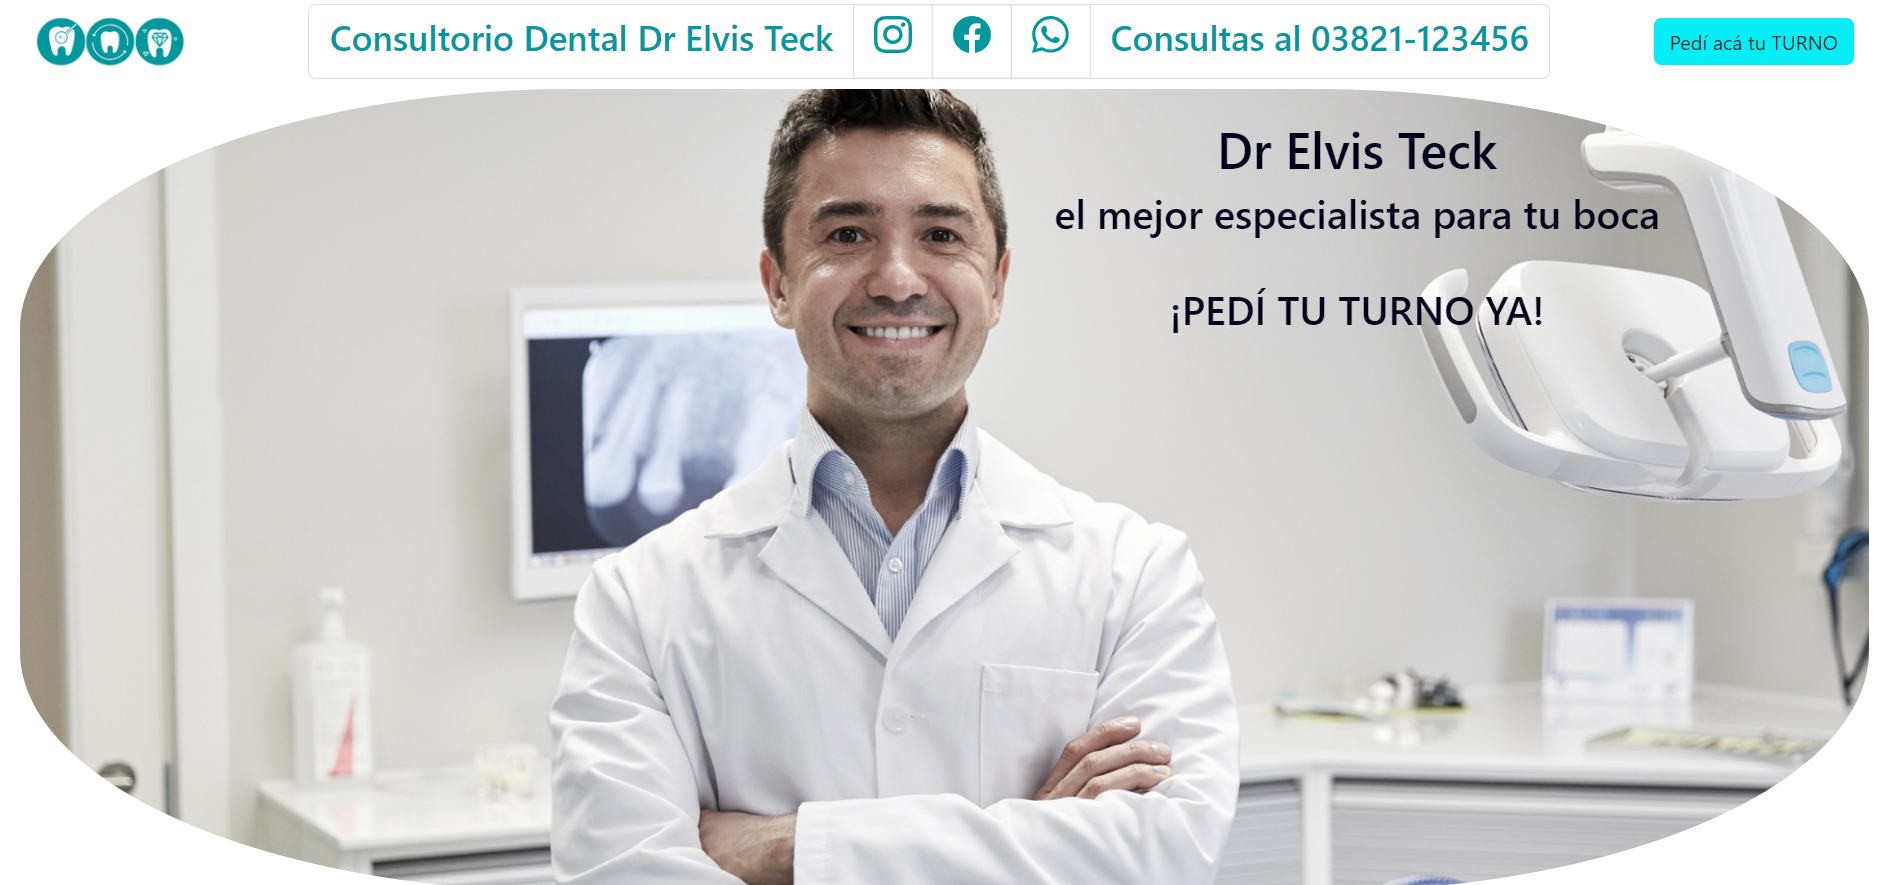 Consultorio Dental Dr Elvis Teck
Consultas al 03821-123456
Pedí acá tu TURNO
Dr Elvis Teck
el mejor especialista para tu boca
¡PEDÍ TU TURNO YA!